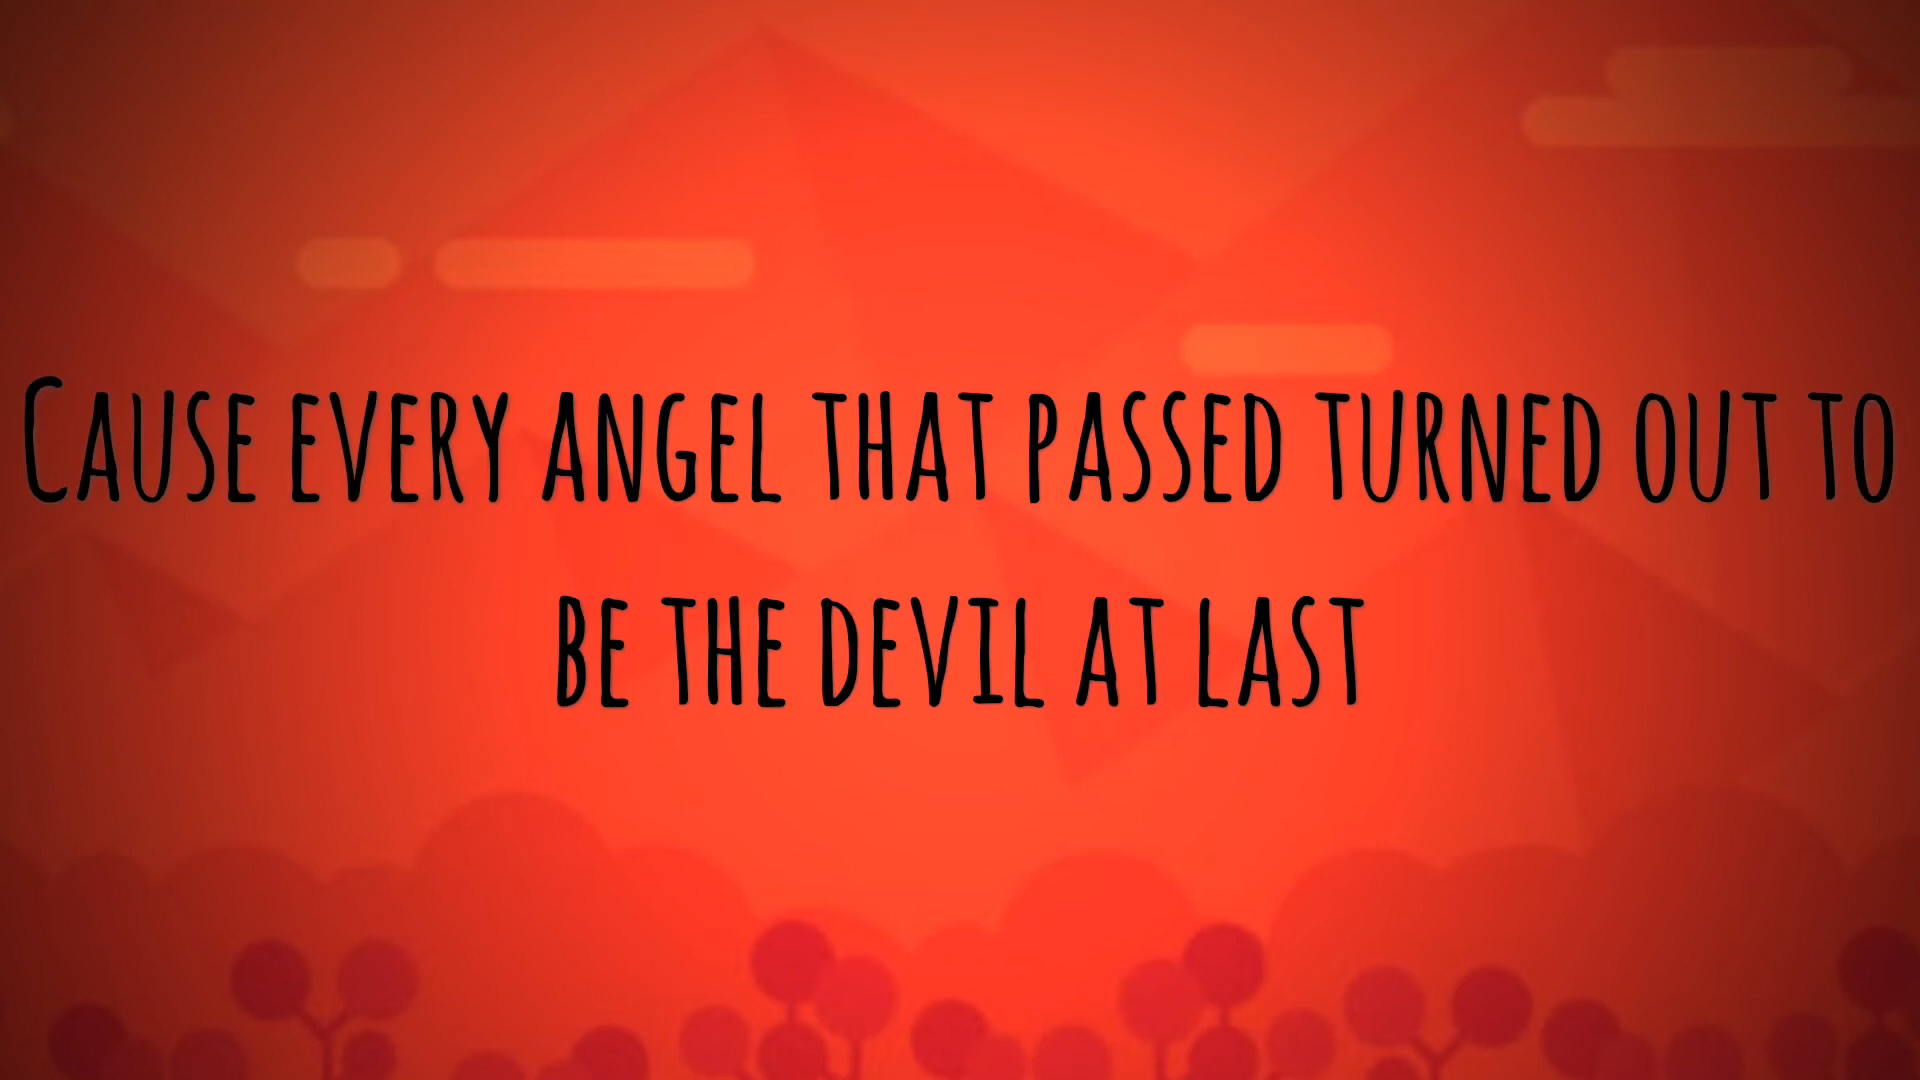 Cause every angel that passed turned out to
be the devil at last